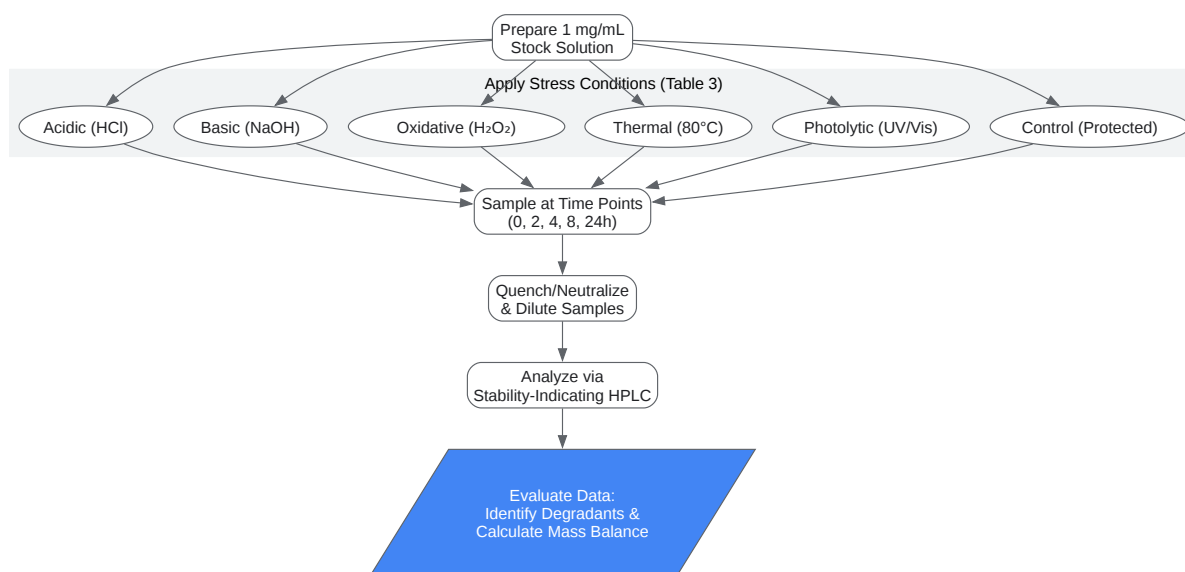 Prepare 1 mg/mL
Stock Solution
Apply Stress Conditions (Table 3)
Acidic (HCl)
Basic (NaOH)
Oxidative (H₂O₂)
Thermal (80°C)
Photolytic (UV/Vis)
Control (Protected)
Sample at Time Points
(0, 2, 4, 8, 24h)
Quench/Neutralize
& Dilute Samples
Analyze via
Stability-Indicating HPLC
Evaluate Data:
Identify Degradants &
Calculate Mass Balance